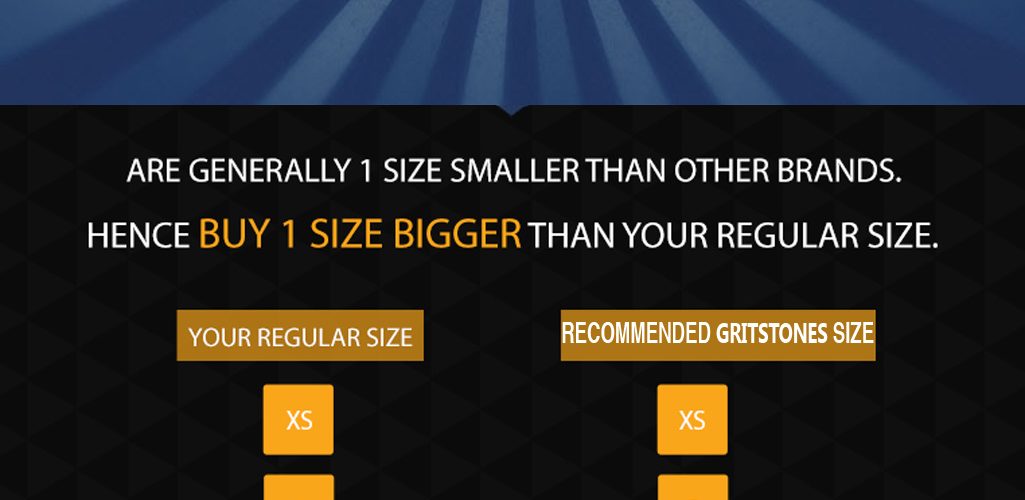 ARE GENERALLY 1 SIZE SMALLER THAN OTHER BRANDS.
HENCE BUY 1 SIZE BIGGER THAN YOUR REGULAR SIZE.
YOUR REGULAR SIZE
RECOMMENDED GRITSTONES SIZE
XS
XS